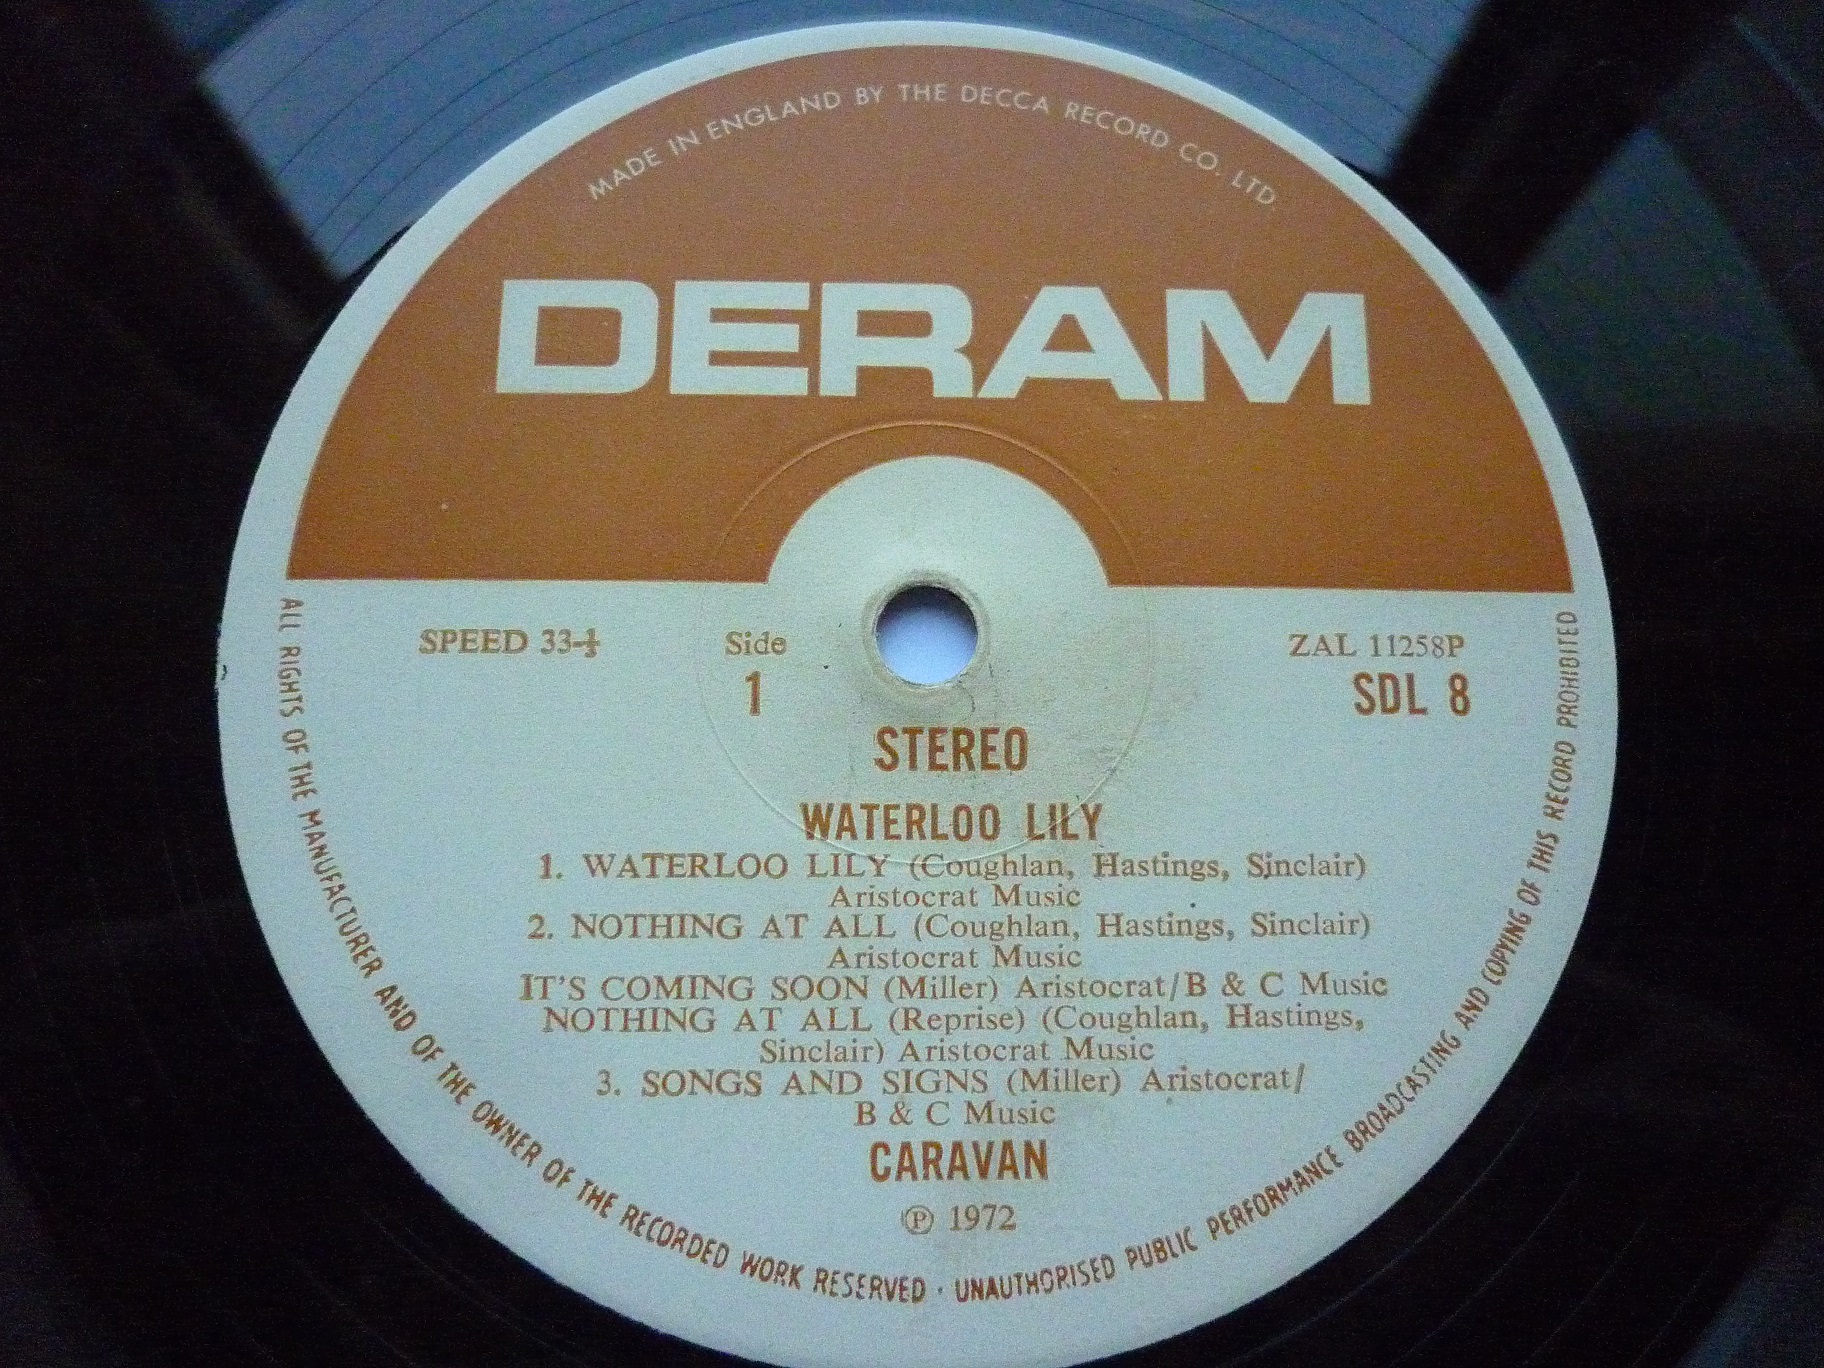 MADE IN ENGLAND BY THE DECCA RECORD CO. LTD.
DERAM
SPEED 33⅓
Side
1
ZAL 11258P
SDL 8
STEREO
WATERLOO LILY
1. WATERLOO LILY (Coughlan, Hastings, Sinclair)
Aristocrat Music
2. NOTHING AT ALL (Coughlan, Hastings, Sinclair)
Aristocrat Music
IT'S COMING SOON (Miller) Aristocrat/B & C Music
NOTHING AT ALL (Reprise) (Coughlan, Hastings,
Sinclair) Aristocrat Music
3. SONGS AND SIGNS (Miller) Aristocrat/
B & C Music
CARAVAN
℗ 1972
ALL RIGHTS OF THE MANUFACTURER AND OF THE OWNER OF THE RECORDED WORK RESERVED · UNAUTHORISED PUBLIC PERFORMANCE BROADCASTING AND COPYING OF THIS RECORD PROHIBITED